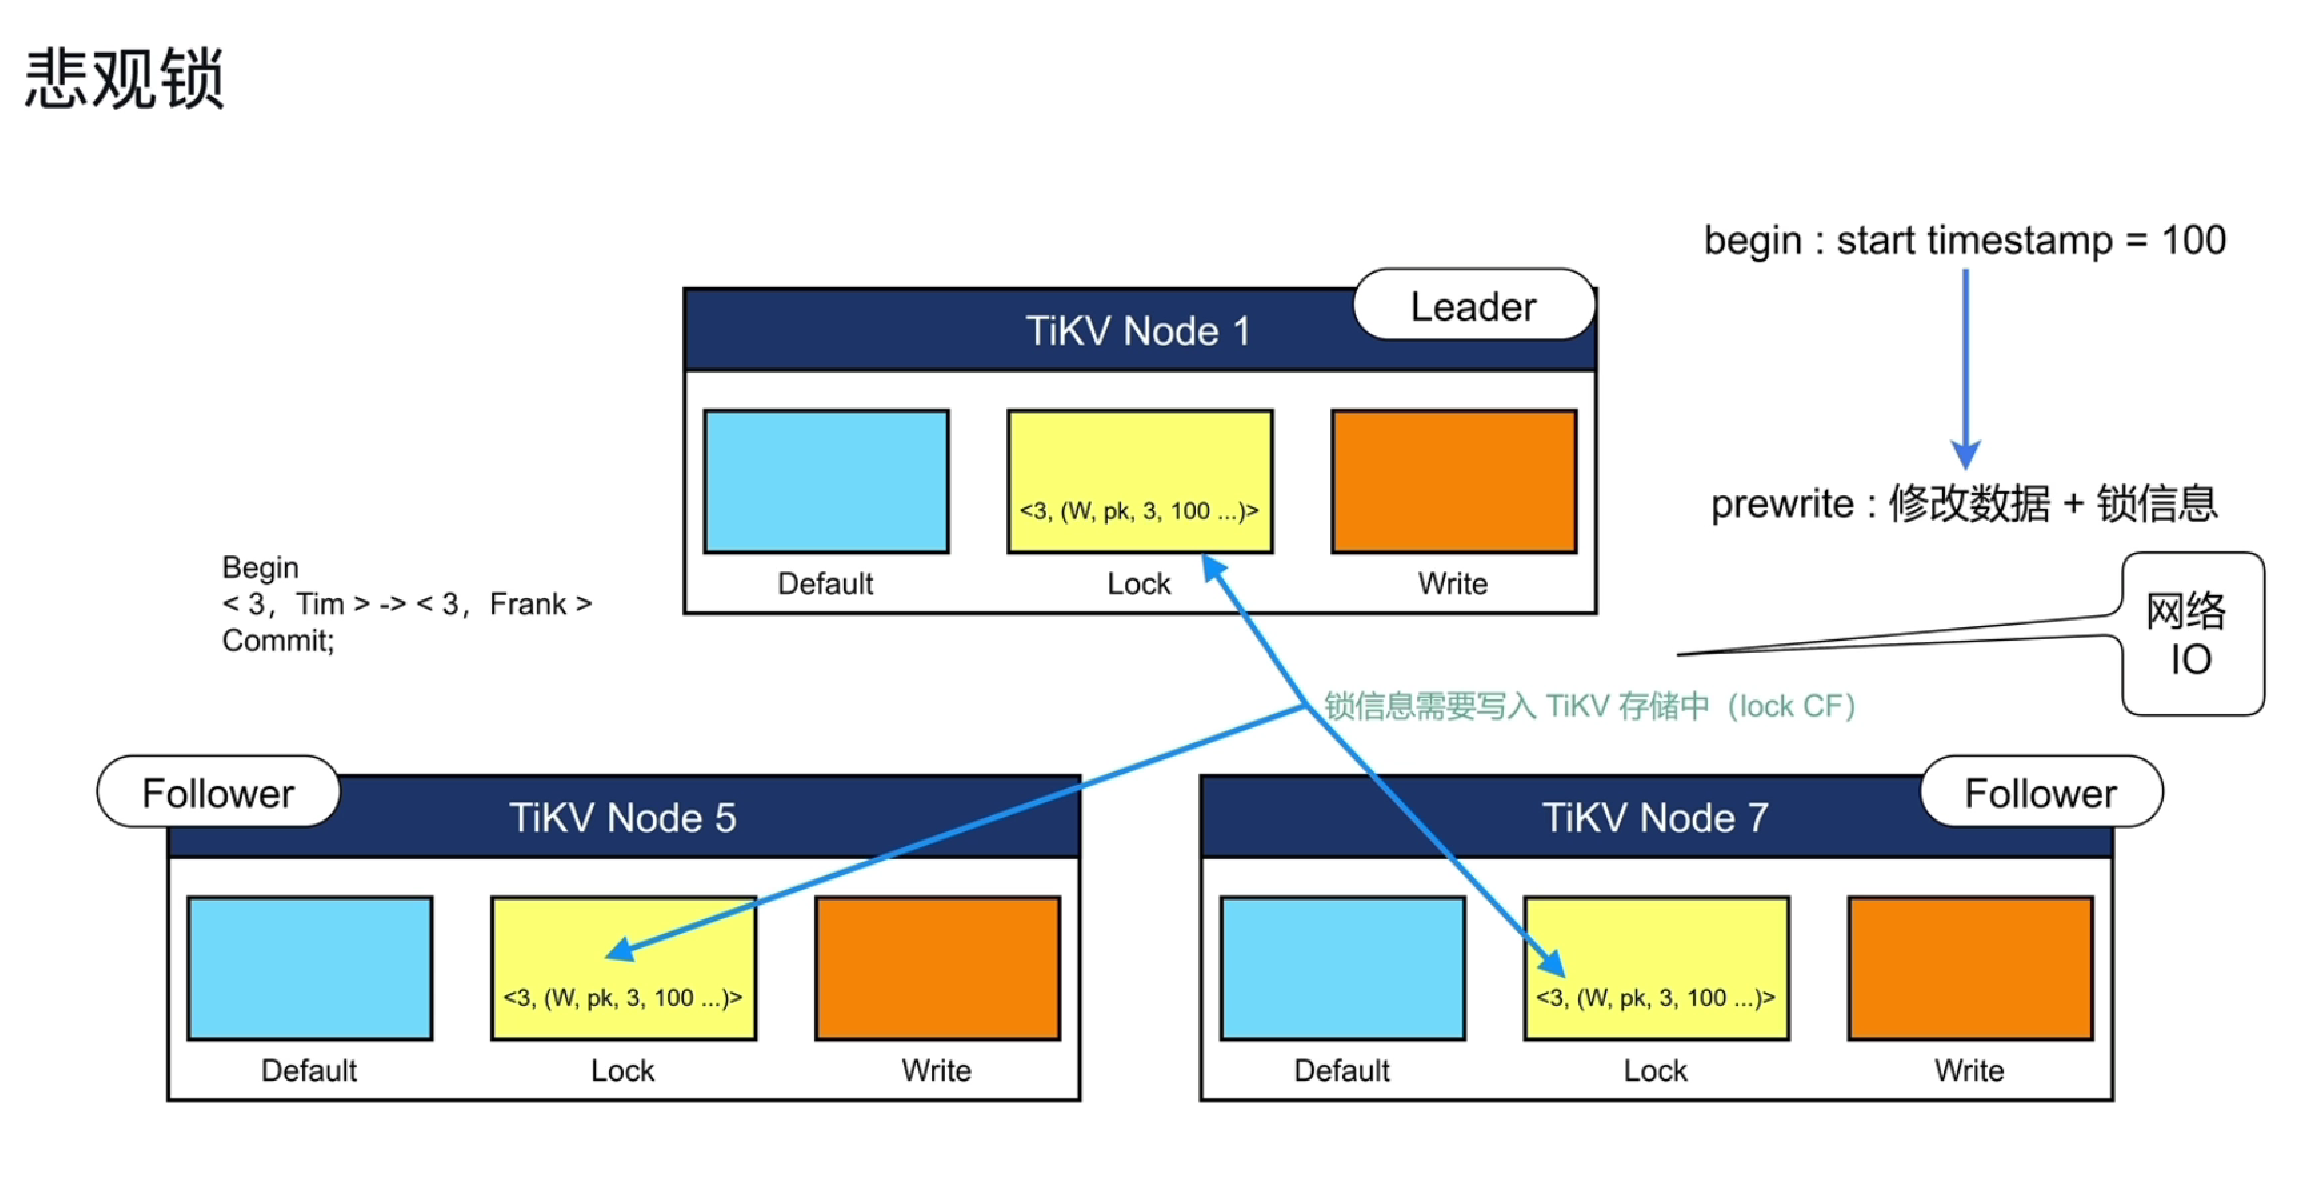 悲观锁
begin : start timestamp = 100
Leader
TiKV Node 1
<3, (W, pk, 3, 100 ...)>
Default
Lock
Write
prewrite : 修改数据 + 锁信息
Begin
< 3, Tim > -> < 3, Frank >
Commit;
网络
IO
锁信息需要写入 TiKV 存储中（lock CF）
Follower
TiKV Node 5
<3, (W, pk, 3, 100 ...)>
Default
Lock
Write
Follower
TiKV Node 7
<3, (W, pk, 3, 100 ...)>
Default
Lock
Write